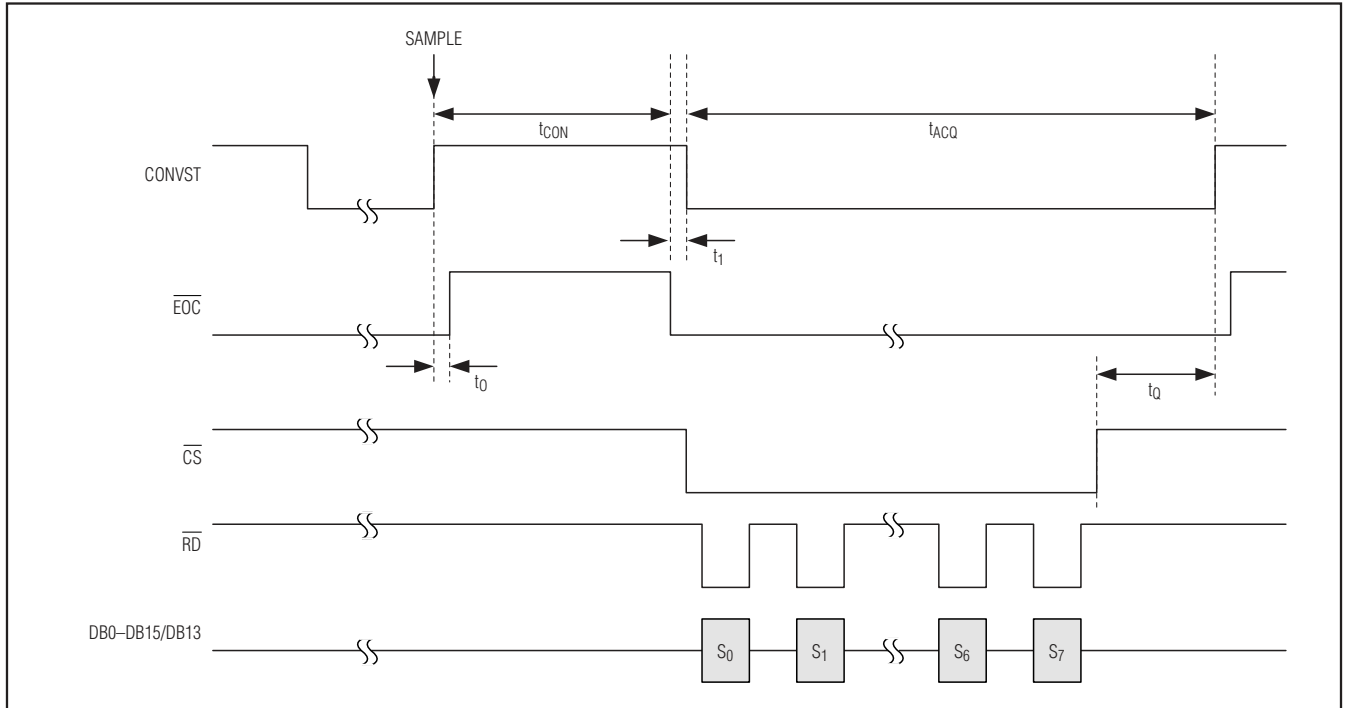 SAMPLE
tCON
tACQ
CONVST
t1
EOC
t0
tQ
CS
RD
DB0–DB15/DB13
S0
S1
S6
S7